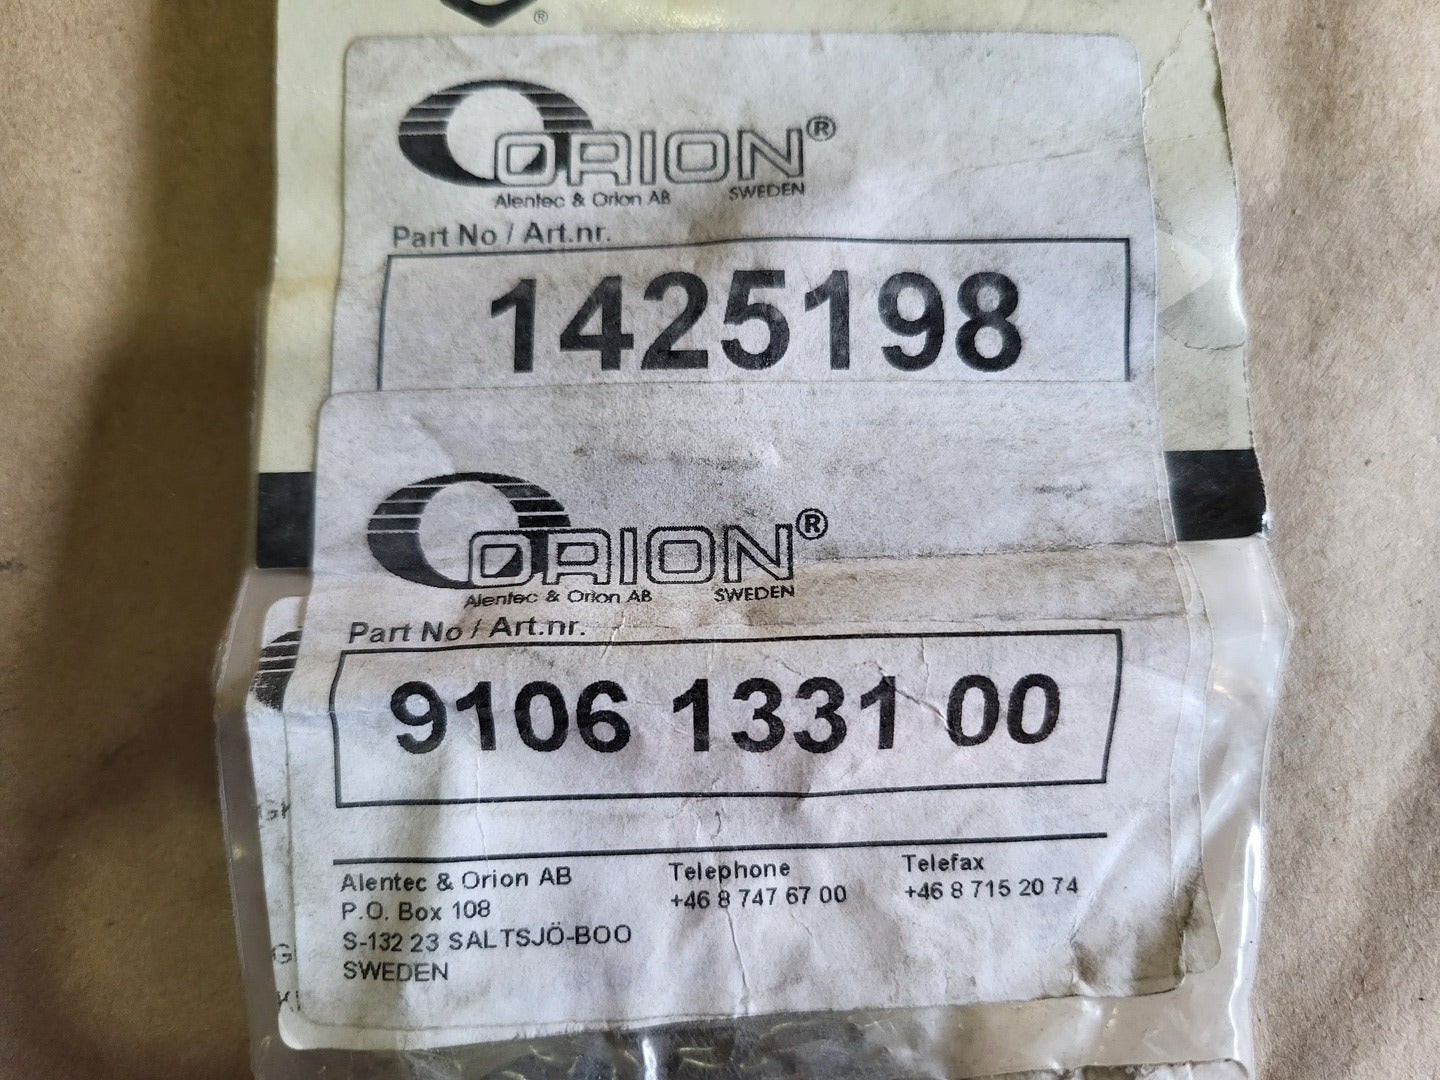 ®
ORION®
Alentec & Orion AB SWEDEN
Part No / Art.nr.
1425198
ORION®
Alentec & Orion AB SWEDEN
Part No / Art.nr.
9106 1331 00
Alentec & Orion AB
P.O. Box 108
S-132 23 SALTSJÖ-BOO
SWEDEN
Telephone
+46 8 747 67 00
Telefax
+46 8 715 20 74